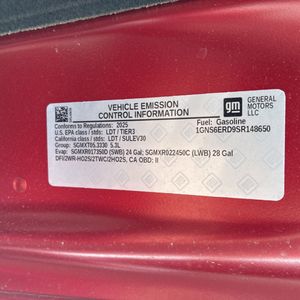 VEHICLE EMISSION
CONTROL INFORMATION
gm
GENERAL
MOTORS LLC
Conforms to Regulations: 2025
Fuel: Gasoline
U.S. EPA class / stds: LDT / TIER3
1GNS6ERD9SR148650
California class / stds: LDT / SULEV30
Group: SGMXT05.3330 5.3L
Evap: SGMXR017350D (SWB) 24 Gal; SGMXR022450C (LWB) 28 Gal
DFI/2WR-HO2S/2TWC/2HO2S, CA OBD: II